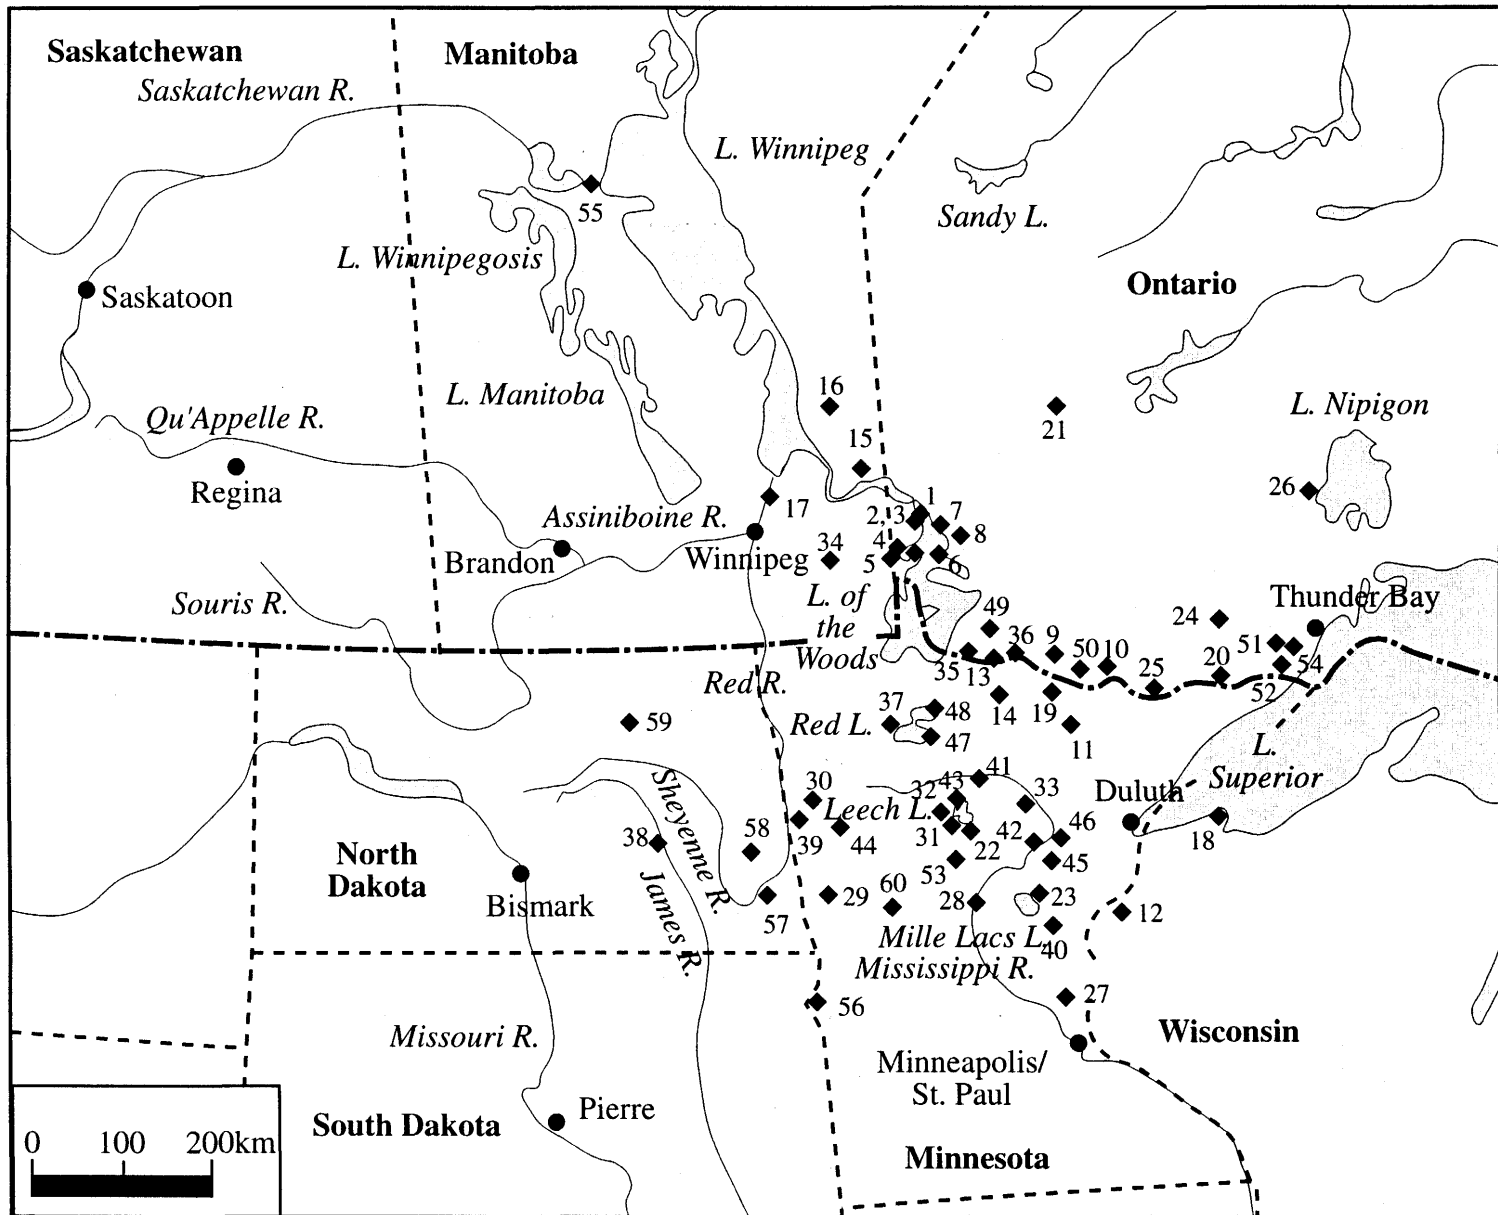 Saskatchewan
Manitoba
Saskatchewan R.
L. Winnipeg
55
Sandy L.
L. Winnipegosis
Ontario
Saskatoon
16
L. Manitoba
L. Nipigon
Qu'Appelle R.
21
15
Regina
26
17
1
7
2, 3
8
Assiniboine R.
4
34
Brandon
Winnipeg
5
6
L. of
the
Woods
Souris R.
Thunder Bay
49
24
36
9
50
10
51
54
35
13
25
20
52
Red R.
14
19
37
48
59
Red L.
47
11
L.
Superior
41
43
30
32
33
Duluth
Leech L.
46
Sheyenne R.
58
38
39
44
31
22
42
45
18
North
Dakota
53
James R.
Bismark
57
29
60
28
23
12
Mille Lacs L.
40
Mississippi R.
56
27
Missouri R.
Wisconsin
Minneapolis/
St. Paul
Pierre
South Dakota
0
100
200km
Minnesota